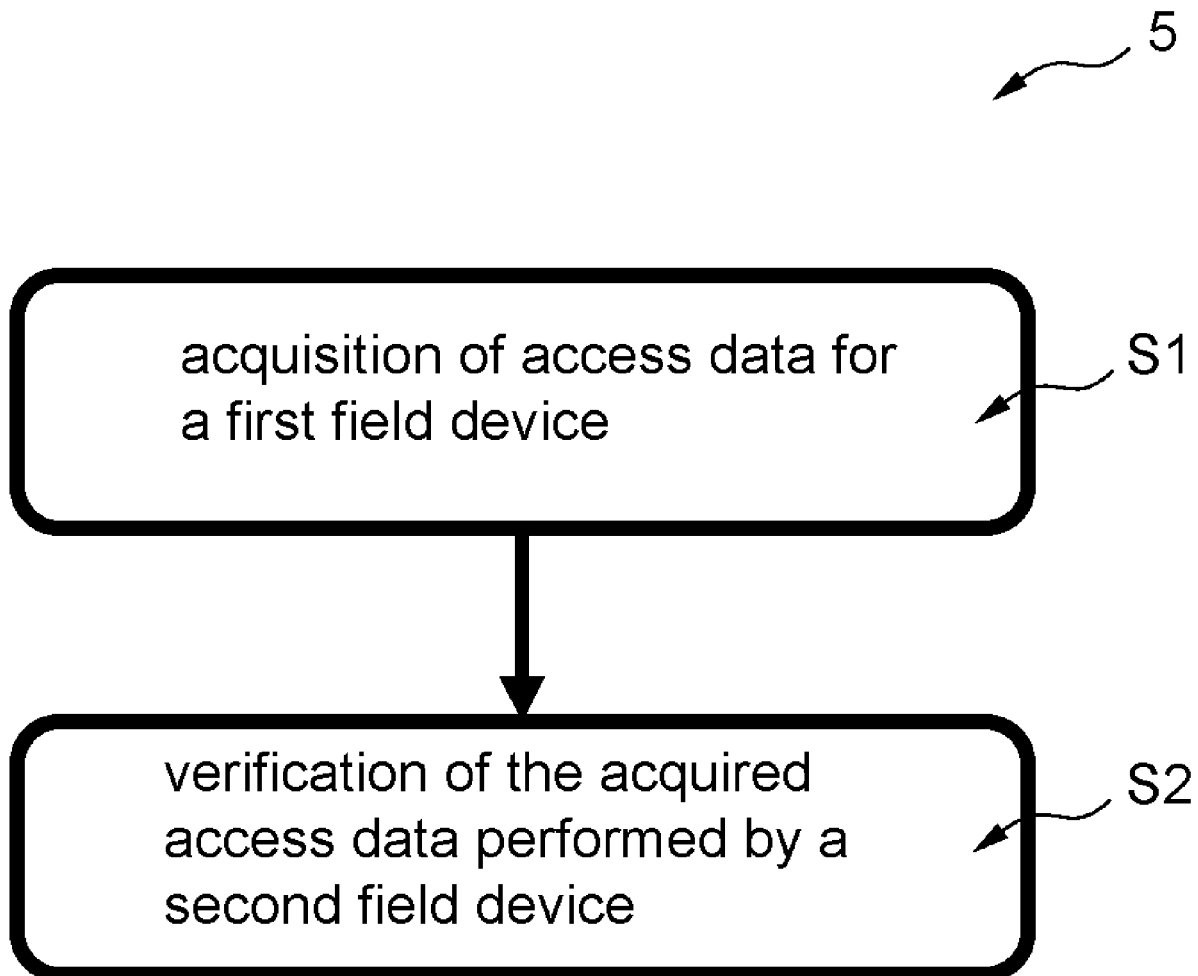 5
acquisition of access data for
a first field device
S1
verification of the acquired
access data performed by a
second field device
S2